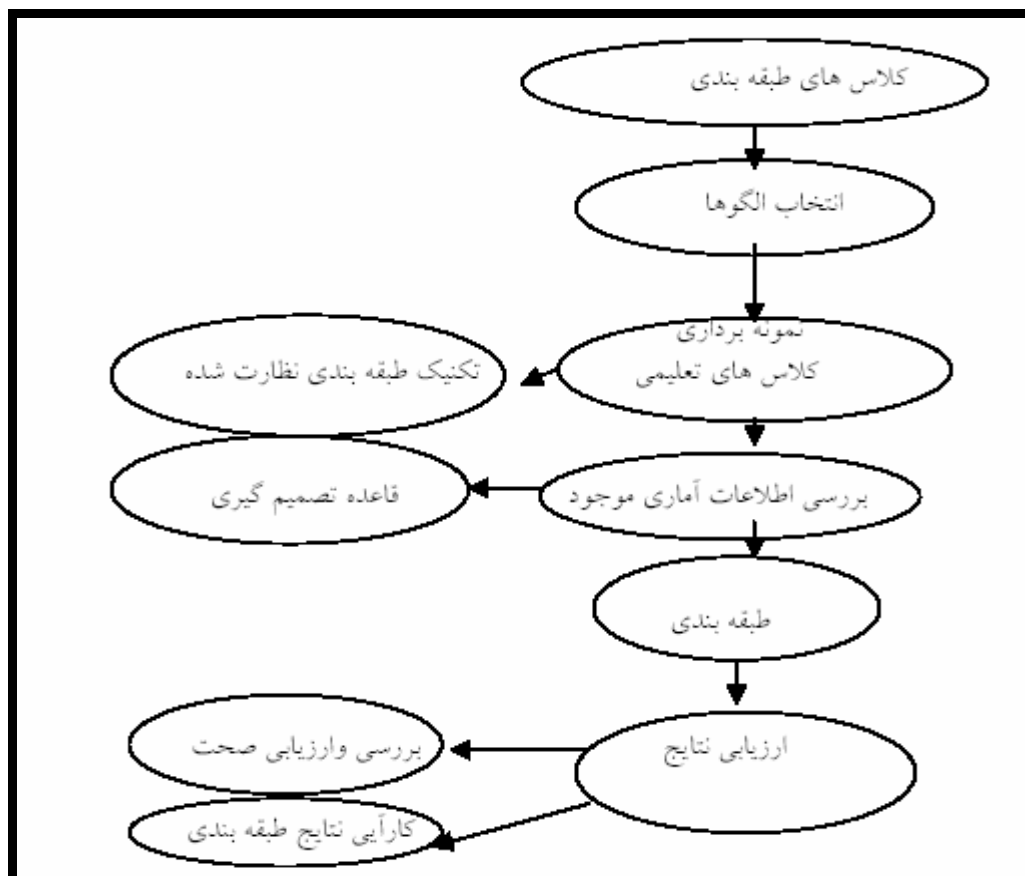 کلاس های طبقه بندی
انتخاب الگوها
نمونه برداری
کلاس های تعلیمی
تکنیک طبقه بندی نظارت شده
بررسی اطلاعات آماری موجود
قاعده تصمیم گیری
طبقه بندی
ارزیابی نتایج
بررسی وارزیابی صحت
کارآیی نتایج طبقه بندی